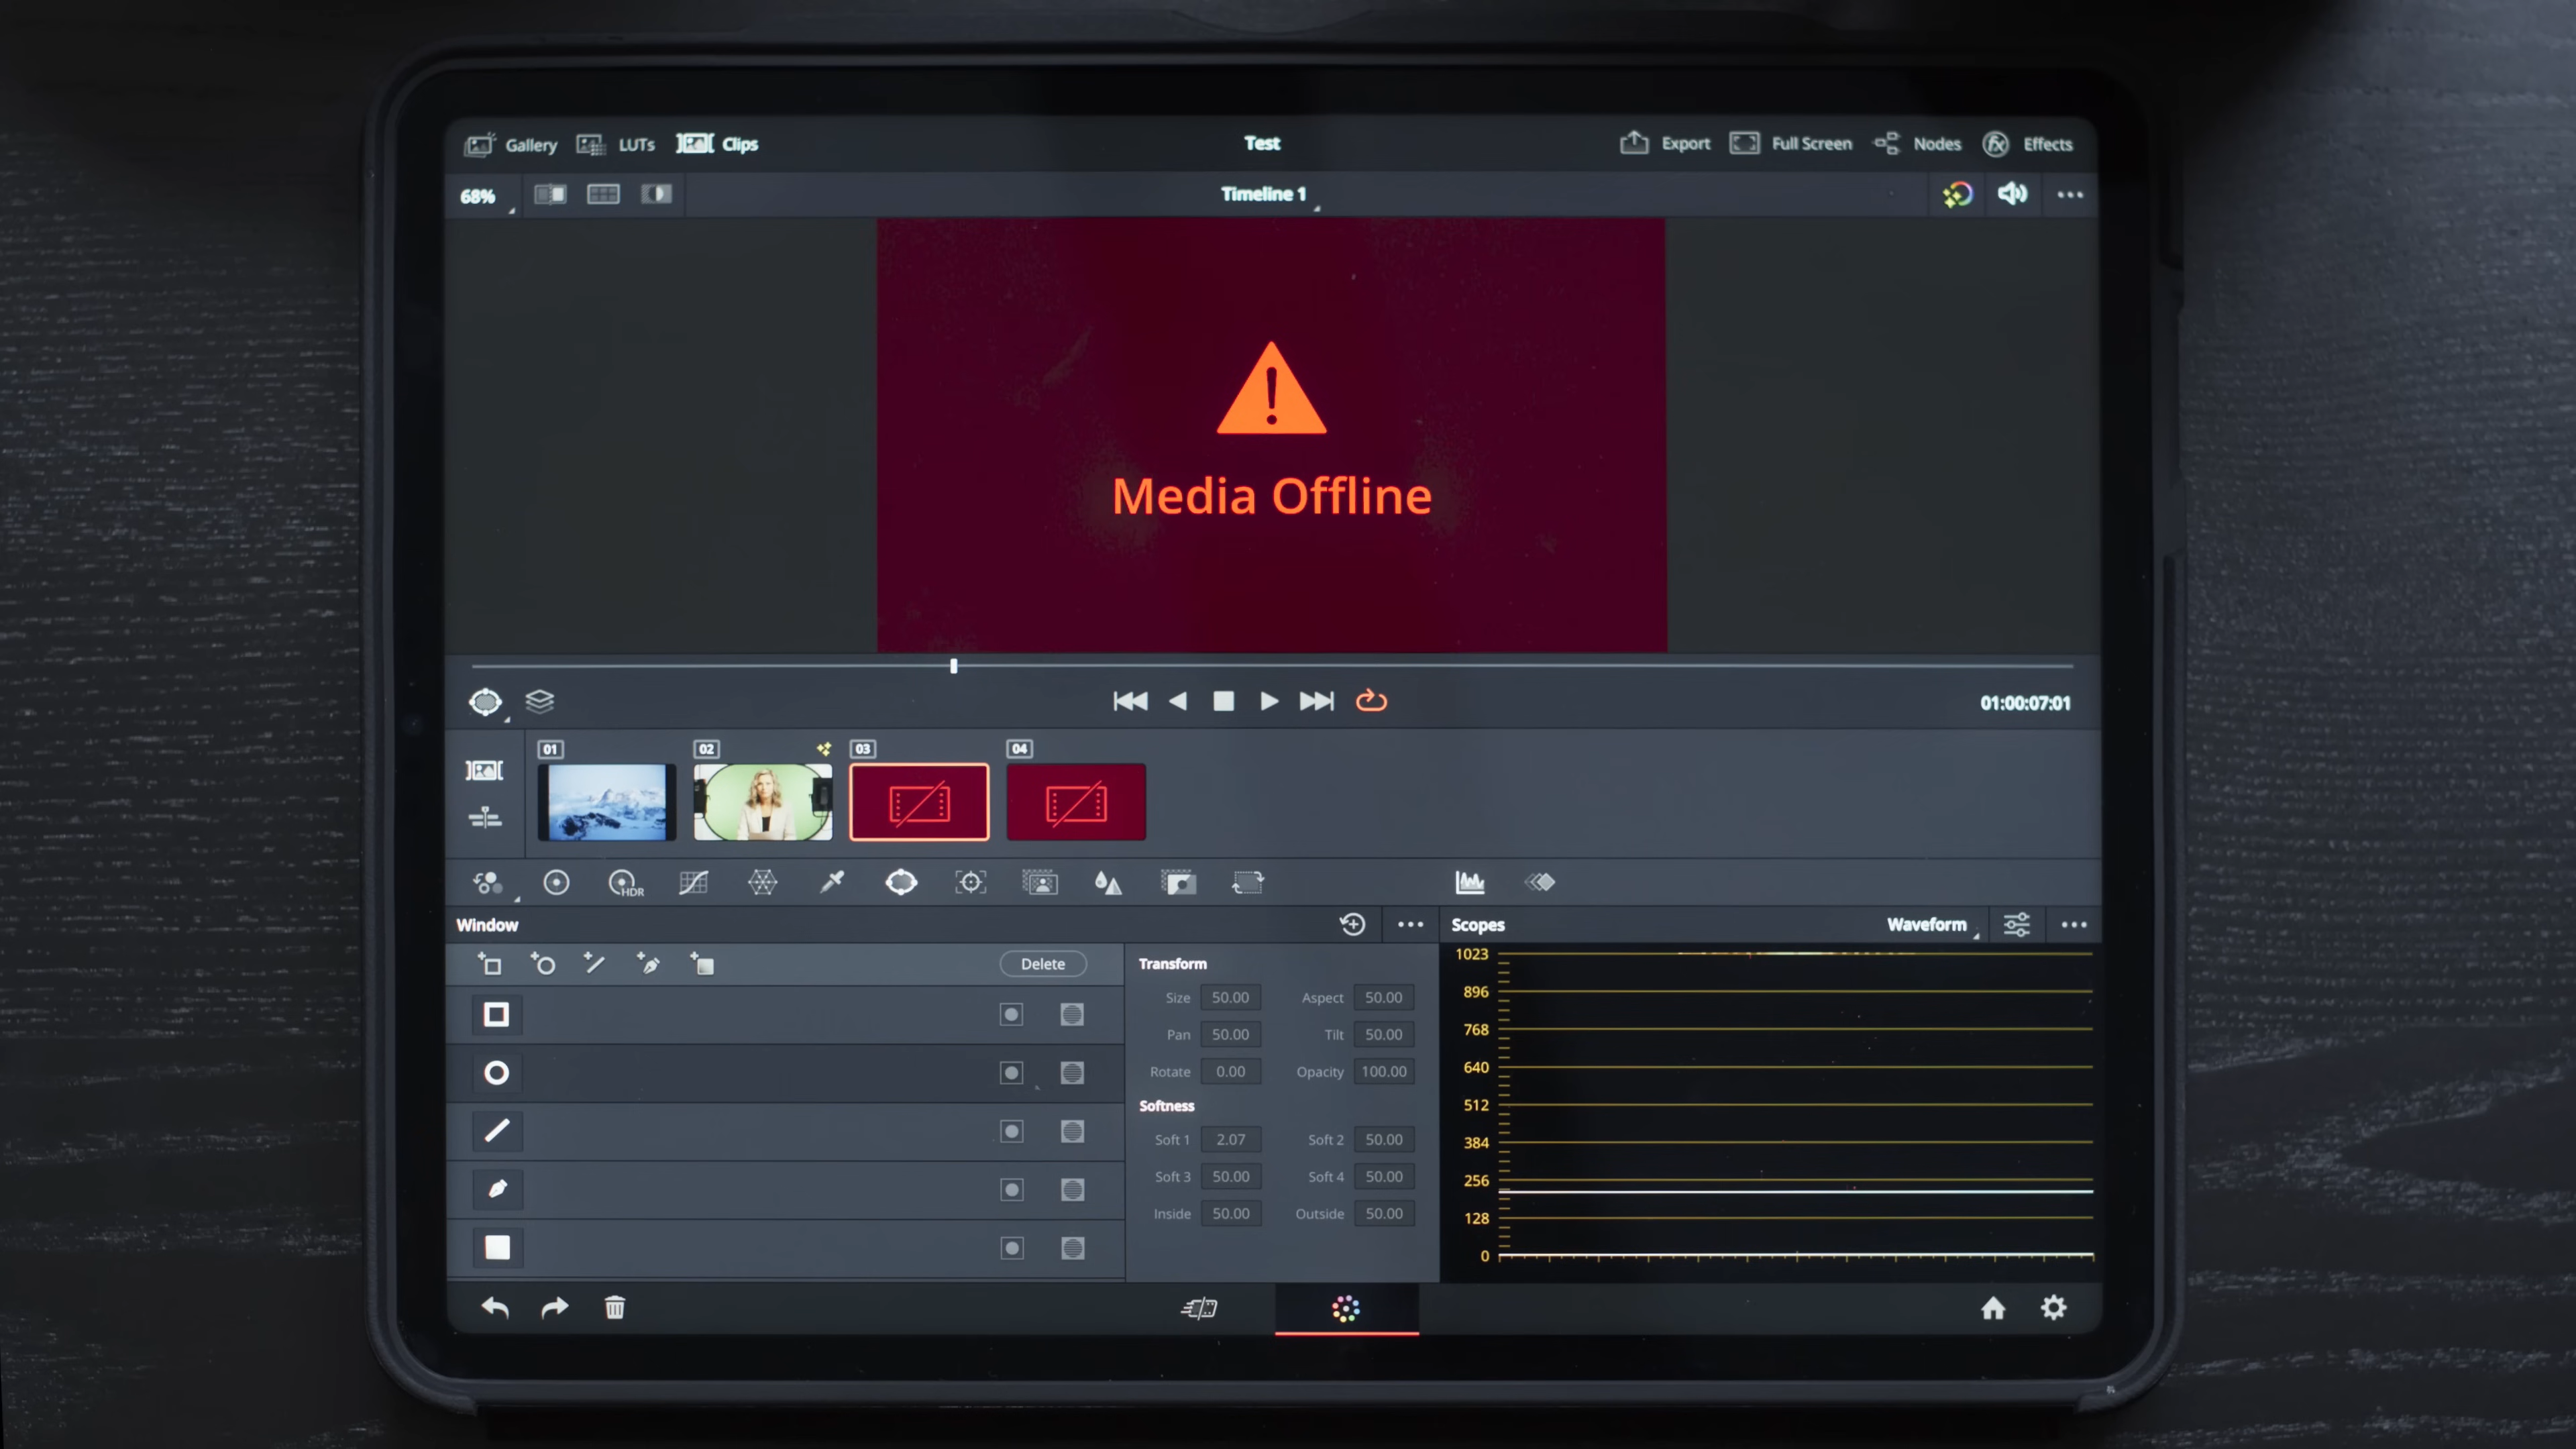 Gallery LUTs Clips Test Export Full Screen Nodes fx Effects
68% Timeline 1
Media Offline
01:00:07:01
01 02 03 04
HDR
Window Scopes Waveform
Delete
Transform
Size 50.00 Aspect 50.00
Pan 50.00 Tilt 50.00
Rotate 0.00 Opacity 100.00
Softness
Soft 1 2.07 Soft 2 50.00
Soft 3 50.00 Soft 4 50.00
Inside 50.00 Outside 50.00
1023
896
768
640
512
384
256
128
0